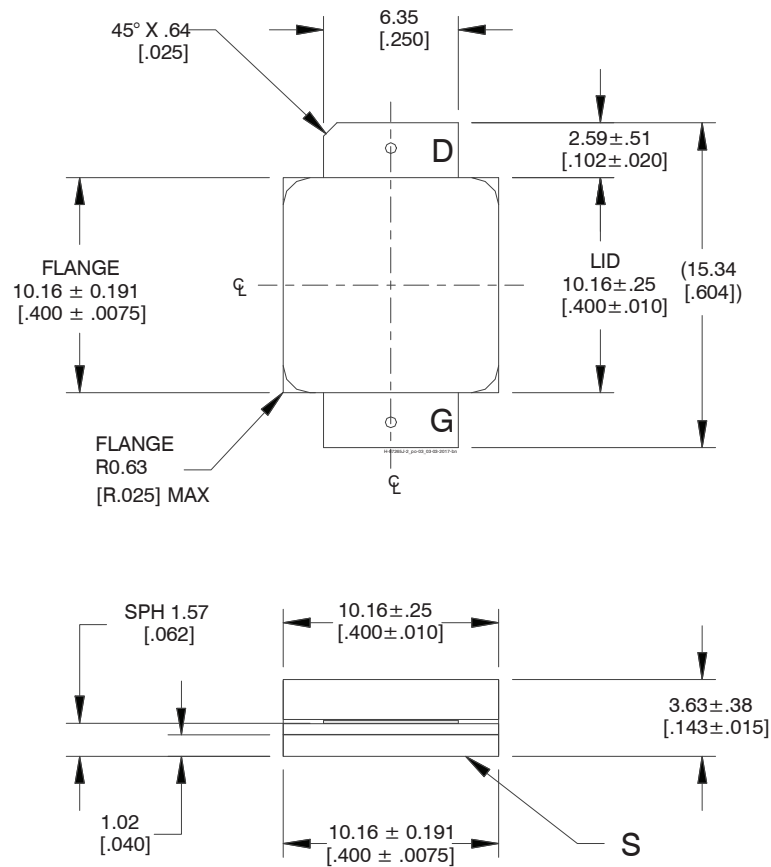 45° X .64
[.025]
6.35
[.250]
D
2.59±.51
[.102±.020]
FLANGE
10.16 ± 0.191
[.400 ± .0075]
℄
LID
10.16±.25
[.400±.010]
(15.34
[.604])
FLANGE
R0.63
[R.025] MAX
G
℄
SPH 1.57
[.062]
10.16±.25
[.400±.010]
3.63±.38
[.143±.015]
1.02
[.040]
10.16 ± 0.191
[.400 ± .0075]
S